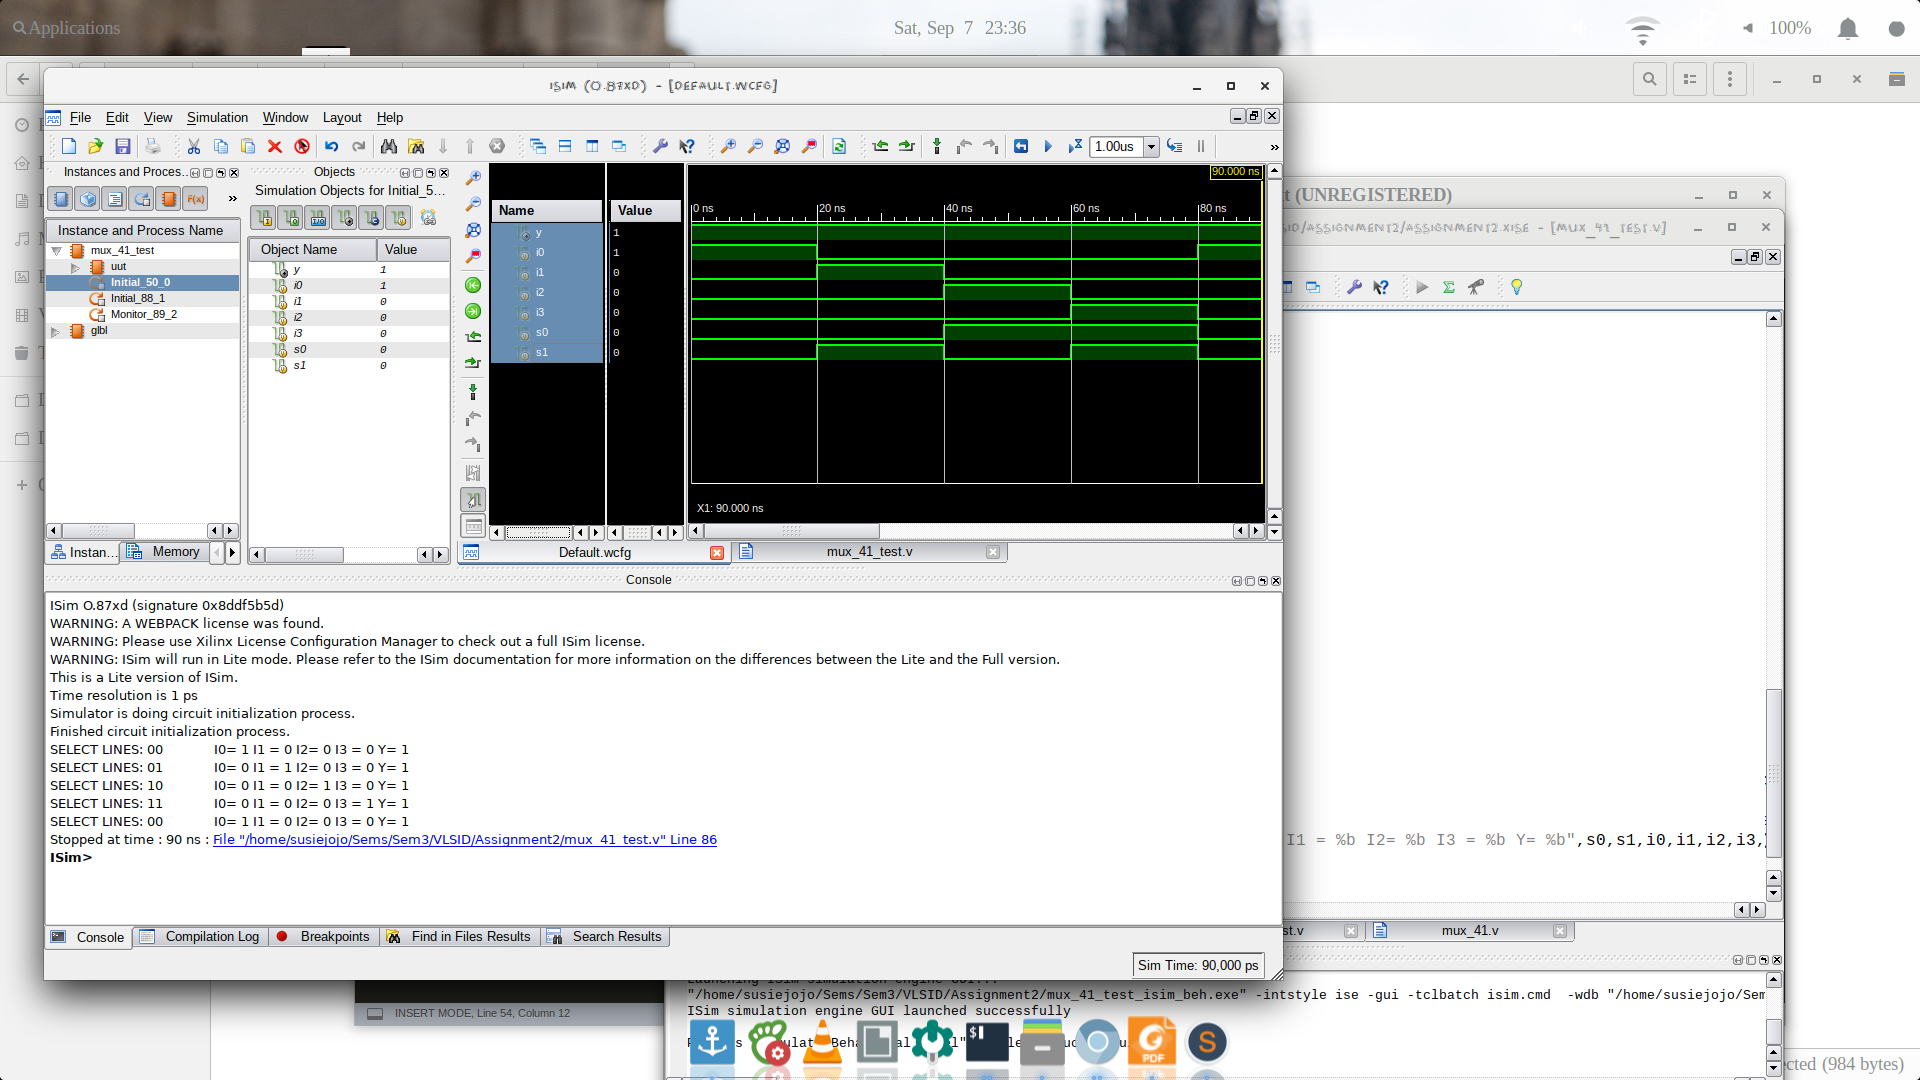 Applications
Sat, Sep 7 23:36
100%
ISim (O.87xd) - [Default.wcfg]
File Edit View Simulation Window Layout Help
1.00us
»
Instances and Proces..
Objects
Simulation Objects for Initial_5...
»
Instance and Process Name
mux_41_test
uut
Initial_50_0
Initial_88_1
Monitor_89_2
glbl
Object Name Value
y 1
i0 1
i1 0
i2 0
i3 0
s0 0
s1 0
Name Value
y 1
i0 1
i1 0
i2 0
i3 0
s0 0
s1 0
90.000 ns
0 ns 20 ns 40 ns 60 ns 80 ns
X1: 90.000 ns
Instan... Memory
Default.wcfg mux_41_test.v
Console
ISim O.87xd (signature 0x8ddf5b5d)
WARNING: A WEBPACK license was found.
WARNING: Please use Xilinx License Configuration Manager to check out a full ISim license.
WARNING: ISim will run in Lite mode. Please refer to the ISim documentation for more information on the differences between the Lite and the Full version.
This is a Lite version of ISim.
Time resolution is 1 ps
Simulator is doing circuit initialization process.
Finished circuit initialization process.
SELECT LINES: 00 I0= 1 I1 = 0 I2= 0 I3 = 0 Y= 1
SELECT LINES: 01 I0= 0 I1 = 1 I2= 0 I3 = 0 Y= 1
SELECT LINES: 10 I0= 0 I1 = 0 I2= 1 I3 = 0 Y= 1
SELECT LINES: 11 I0= 0 I1 = 0 I2= 0 I3 = 1 Y= 1
SELECT LINES: 00 I0= 1 I1 = 0 I2= 0 I3 = 0 Y= 1
Stopped at time : 90 ns : File "/home/susiejojo/Sems/Sem3/VLSID/Assignment2/mux_41_test.v" Line 86
ISim>
Console Compilation Log Breakpoints Find in Files Results Search Results
Sim Time: 90,000 ps
(UNREGISTERED)
/Assignment2/Assignment2.xise - [mux_41_test.v]
I1 = %b I2= %b I3 = %b Y= %b",s0,s1,i0,i1,i2,i3,
st.v mux_41.v
INSERT MODE, Line 54, Column 12
Launching ISim simulation engine GUI...
"/home/susiejojo/Sems/Sem3/VLSID/Assignment2/mux_41_test_isim_beh.exe" -intstyle ise -gui -tclbatch isim.cmd -wdb "/home/susiejojo/Sem
ISim simulation engine GUI launched successfully
$
PDF
S
(984 bytes)